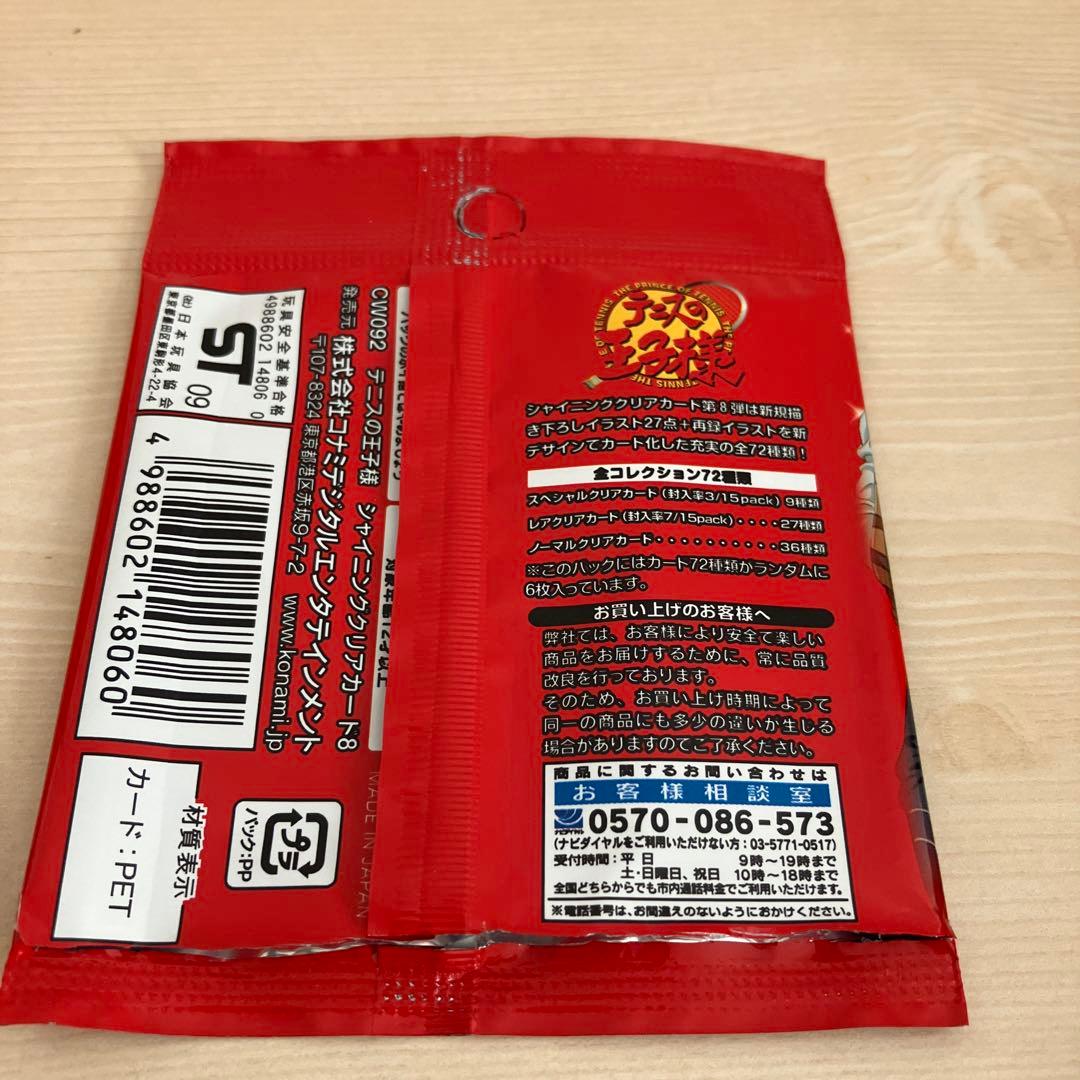 THE PRINCE OF TENNIS
テニスの
王子様
シャイニングクリアカード第8弾は新規描
き下ろしイラスト27点+再録イラストを新
デザインでカード化した充実の全72種類!
全コレクション72種類
スペシャルクリアカード(封入率3/15pack) 9種類
レアクリアカード(封入率7/15pack)・・・・27種類
ノーマルクリアカード・・・・・・・・・・36種類
※このパックにはカード72種類からランダムに
6枚入っています。
お買い上げのお客様へ
弊社では、お客様により安全で楽しい
商品をお届けするために、常に品質
改良を行っております。
そのため、お買い上げ時期によって
同一の商品にも多少の違いが生じる
場合がありますのでご了承ください。
商品に関するお問い合わせは
お客様相談室
0570-086-573
(ナビダイヤルをご利用いただけない方:03-5771-0517)
受付時間:平日 9時~19時まで
土・日曜日、祝日 10時~18時まで
全国どちらからでも市内通話料金でご利用いただけます。
※電話番号は、お間違えのないようにおかけください。
対象年齢12才以上
MADE IN JAPAN
CW092 テニスの王子様 シャイニングクリアカード8
発売元 株式会社コナミデジタルエンタテインメント
〒107-8324 東京都港区赤坂9-7-2 www.konami.jp
玩具安全基準合格
4988602 14806 0
ST
09
(社)日本玩具協会
東京都墨田区東駒形4-22-4
4 988602 148060
プラ
パック:PP
材質表示
カード:PET